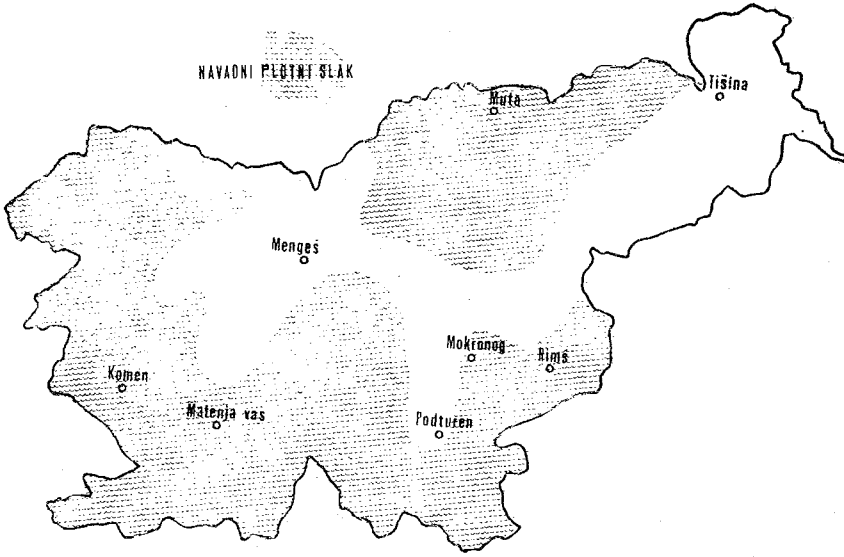 NAVADNI PLOTNI SLAK
Tišina
Muta
Mengeš
Mokronog
Rimš
Komen
Matenja vas
Podturen